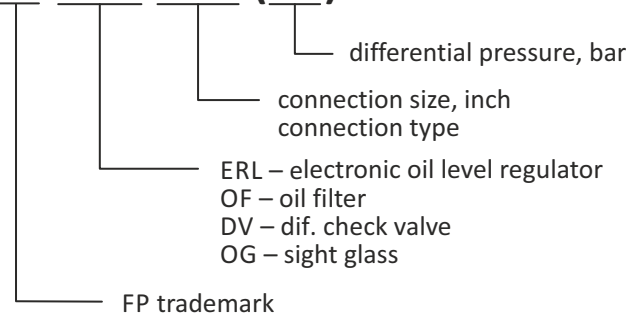 differential pressure, bar
connection size, inch
connection type
ERL – electronic oil level regulator
OF – oil filter
DV – dif. check valve
OG – sight glass
FP trademark